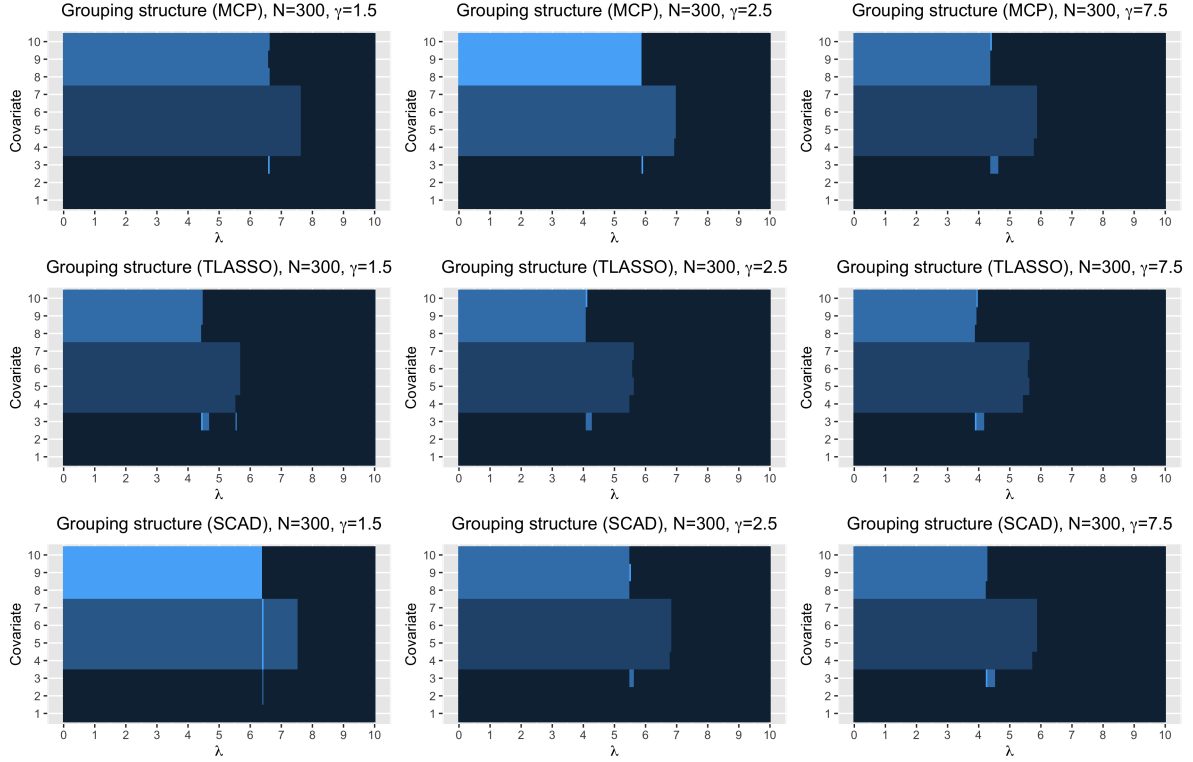 Grouping structure (MCP), N=300, γ=1.5
Covariate
10
9
8
7
6
5
4
3
2
1
0 1 2 3 4 5 6 7 8 9 10
λ
Grouping structure (MCP), N=300, γ=2.5
Covariate
10
9
8
7
6
5
4
3
2
1
0 1 2 3 4 5 6 7 8 9 10
λ
Grouping structure (MCP), N=300, γ=7.5
Covariate
10
9
8
7
6
5
4
3
2
1
0 1 2 3 4 5 6 7 8 9 10
λ
Grouping structure (TLASSO), N=300, γ=1.5
Covariate
10
9
8
7
6
5
4
3
2
1
0 1 2 3 4 5 6 7 8 9 10
λ
Grouping structure (TLASSO), N=300, γ=2.5
Covariate
10
9
8
7
6
5
4
3
2
1
0 1 2 3 4 5 6 7 8 9 10
λ
Grouping structure (TLASSO), N=300, γ=7.5
Covariate
10
9
8
7
6
5
4
3
2
1
0 1 2 3 4 5 6 7 8 9 10
λ
Grouping structure (SCAD), N=300, γ=1.5
Covariate
10
9
8
7
6
5
4
3
2
1
0 1 2 3 4 5 6 7 8 9 10
λ
Grouping structure (SCAD), N=300, γ=2.5
Covariate
10
9
8
7
6
5
4
3
2
1
0 1 2 3 4 5 6 7 8 9 10
λ
Grouping structure (SCAD), N=300, γ=7.5
Covariate
10
9
8
7
6
5
4
3
2
1
0 1 2 3 4 5 6 7 8 9 10
λ